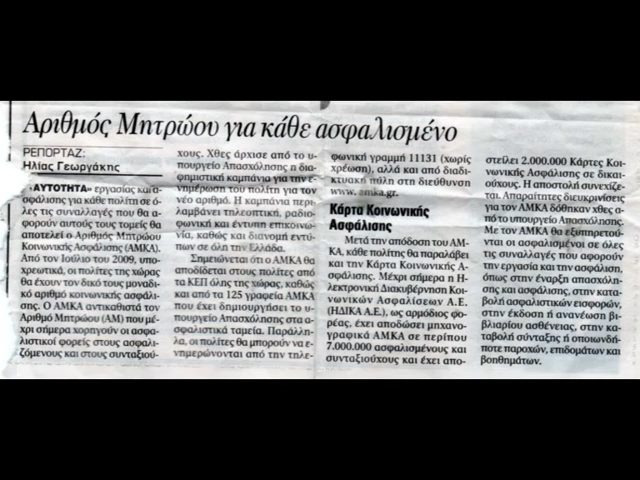 Αριθμός Μητρώου για κάθε ασφαλισμένο
ΡΕΠΟΡΤΑΖ:
Ηλίας Γεωργάκης
«ΑΥΤΟΤΗΤΑ» εργασίας και α-
σφάλισης για κάθε πολίτη σε ό-
λες τις συναλλαγές που θα α-
φορούν αυτούς τους τομείς θα
αποτελεί ο Αριθμός Μητρώου
Κοινωνικής Ασφάλισης (ΑΜΚΑ).
Από τον Ιούλιο του 2009, υπο-
χρεωτικά, οι πολίτες της χώρας
θα έχουν τον δικό τους μοναδι-
κό αριθμό κοινωνικής ασφάλι-
σης. Ο ΑΜΚΑ αντικαθιστά τον
Αριθμό Μητρώου (ΑΜ) που μέ-
χρι σήμερα χορηγούν οι ασφα-
λιστικοί φορείς στους ασφαλι-
ζόμενους και στους συνταξιού-
χους. Χθες άρχισε από το υ-
πουργείο Απασχόλησης η δια-
φημιστική καμπάνια για την ε-
νημέρωση του πολίτη για τον
νέο αριθμό. Η καμπάνια περι-
λαμβάνει τηλεοπτική, ραδιο-
φωνική και έντυπη επικοινω-
νία, καθώς και διανομή εντύ-
πων σε όλη την Ελλάδα.
Σημειώνεται ότι ο ΑΜΚΑ θα
αποδίδεται στους πολίτες από
τα ΚΕΠ όλης της χώρας, καθώς
και από τα 125 γραφεία ΑΜΚΑ
που έχει δημιουργήσει το υ-
πουργείο Απασχόλησης στα α-
σφαλιστικά ταμεία. Παράλλη-
λα, οι πολίτες θα μπορούν να ε-
νημερώνονται από την τηλε-
φωνική γραμμή 11131 (χωρίς
χρέωση), αλλά και από διαδι-
κτυακή πύλη στη διεύθυνση
www.amka.gr.
Κάρτα Κοινωνικής
Ασφάλισης
Μετά την απόδοση του ΑΜ-
ΚΑ, κάθε πολίτης θα παραλάβει
και την Κάρτα Κοινωνικής Α-
σφάλισης. Μέχρι σήμερα η Η-
λεκτρονική Διακυβέρνηση Κοι-
νωνικών Ασφαλίσεων Α.Ε.
(ΗΔΙΚΑ Α.Ε.), ως αρμόδιος φο-
ρέας, έχει αποδώσει μηχανο-
γραφικά ΑΜΚΑ σε περίπου
7.000.000 ασφαλισμένους και
συνταξιούχους και έχει απο-
στείλει 2.000.000 Κάρτες Κοι-
νωνικής Ασφάλισης σε δικαι-
ούχους. Η αποστολή συνεχίζε-
ται. Απαραίτητες διευκρινίσεις
για τον ΑΜΚΑ δόθηκαν χθες α-
πό το υπουργείο Απασχόλησης.
Με τον ΑΜΚΑ θα εξυπηρετού-
νται οι ασφαλισμένοι σε όλες
τις συναλλαγές που αφορούν
την εργασία και την ασφάλιση,
όπως στην έναρξη απασχόλη-
σης και ασφάλισης, στην κατα-
βολή ασφαλιστικών εισφορών,
στην έκδοση ή ανανέωση βι-
βλιαρίου ασθένειας, στην κα-
ταβολή σύνταξης ή οποιωνδή-
ποτε παροχών, επιδομάτων και
βοηθημάτων.